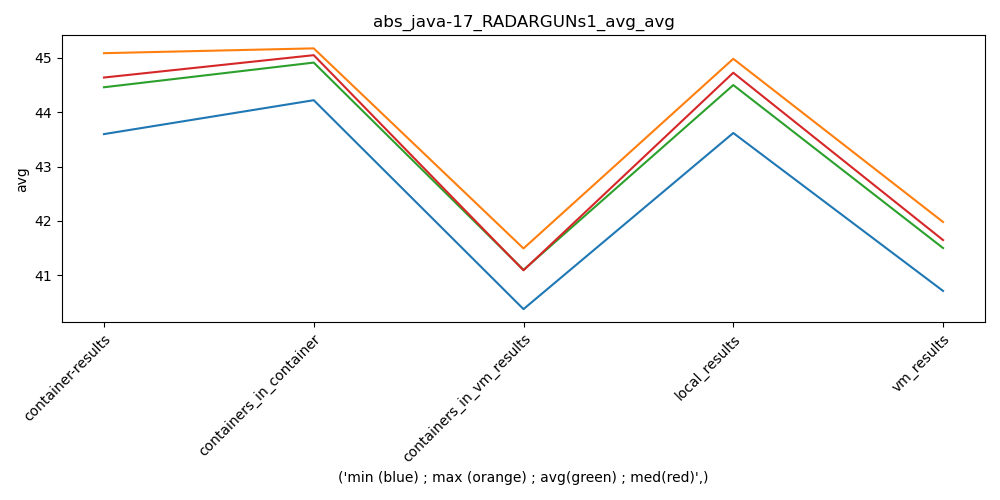 abs_java-17_RADARGUNs1_avg_avg
45
44
43
42
41
avg
container-results
containers_in_container
containers_in_vm_results
local_results
vm_results
('min (blue) ; max (orange) ; avg(green) ; med(red)',)